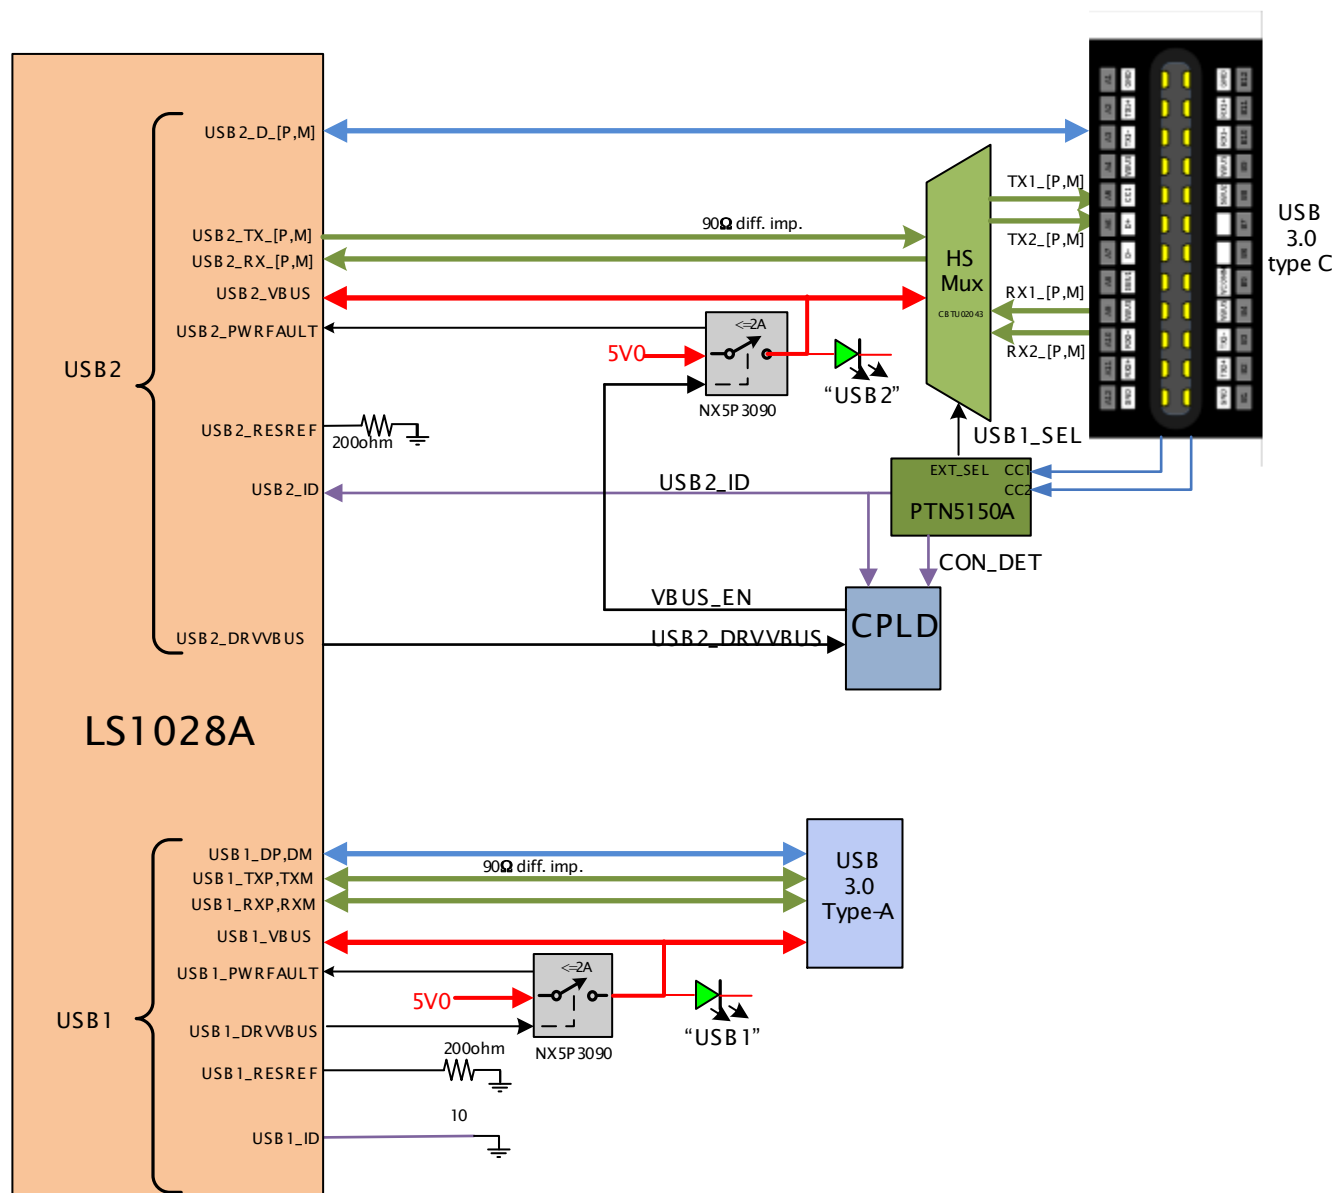 USB2_D_[P,M]
TX1_[P,M]
90Ω diff. imp.
USB2_TX_[P,M]
TX2_[P,M]
USB2_RX_[P,M]
HS
Mux
CBTU02043
USB
3.0
type C
USB2_VBUS
RX1_[P,M]
USB2_PWRFAULT
<=2A
5V0
RX2_[P,M]
USB2
“USB2”
NX5P3090
USB2_RESREF
200ohm
USB1_SEL
EXT_SEL
CC1
CC2
PTN5150A
USB2_ID
USB2_ID
CON_DET
VBUS_EN
CPLD
USB2_DRVVBUS
USB2_DRVVBUS
LS1028A
USB1_DP,DM
90Ω diff. imp.
USB1_TXP,TXM
USB1_RXP,RXM
USB
3.0
Type-A
USB1_VBUS
USB1_PWRFAULT
<=2A
5V0
USB1
USB1_DRVVBUS
“USB1”
NX5P3090
200ohm
USB1_RESREF
10
USB1_ID